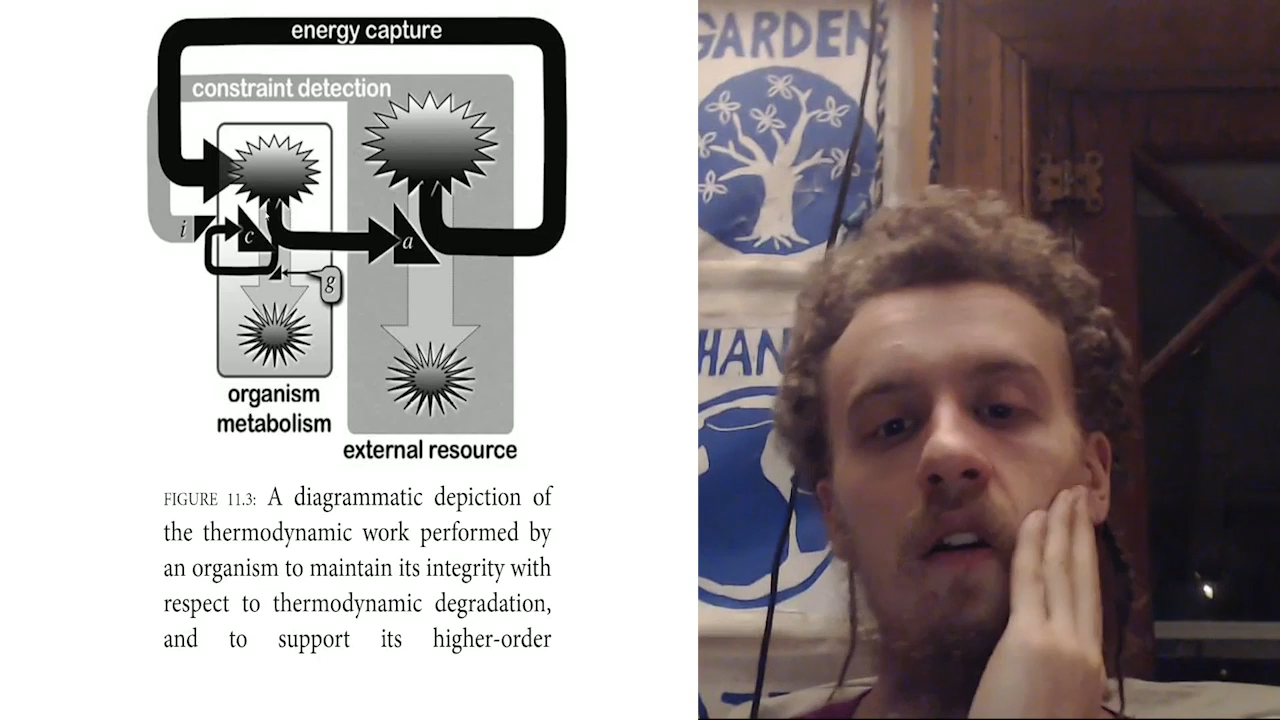 energy capture
constraint detection
i
c
a
g
organism
metabolism
external resource
FIGURE 11.3: A diagrammatic depiction of
the thermodynamic work performed by
an organism to maintain its integrity with
respect to thermodynamic degradation,
and to support its higher-order
GARDEN